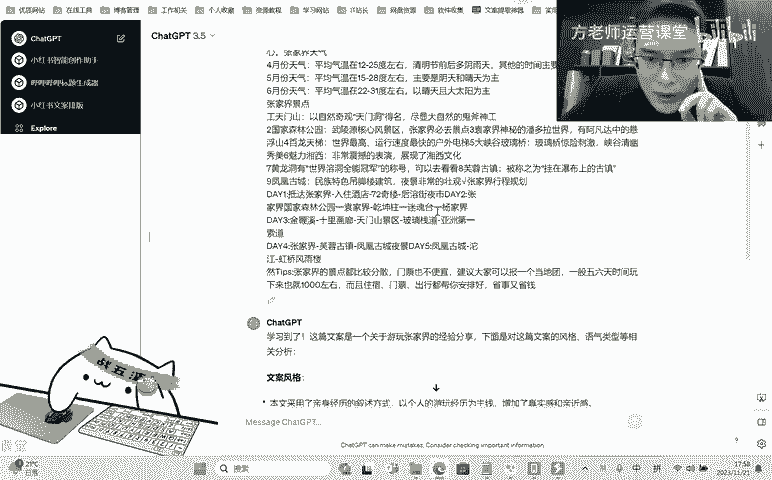 优惠网站 在线工具 博客管理 工作相关 个人收藏 资源教程 学习网站 IT站长 网盘资源 软件收集 文案提取神器
方老师运营课堂
ChatGPT
小红书智能创作助手
小红书文案排版
Explore
ChatGPT 3.5
心。张家界天气
4月份天气：平均气温在12-25度左右，清明节前后多阴雨天，其他的时间主要
5月份天气：平均气温在15-28度左右，主要是阴天和晴天为主
6月份天气：平均气温在22-31度左右，以晴天且大太阳为主
张家界景点
工天门山：以自然奇观“天门洞”得名，尽显大自然的鬼斧神工
2国家森林公园：武陵源核心风景区，张家界必去景点3袁家界神秘的潘多拉世界，有阿凡达中的悬
浮山4百龙天梯：世界最高、运行速度最快的户外电梯5大峡谷玻璃桥：玻璃桥惊险刺激，峡谷清幽
秀美6魅力湘西：非常震撼的表演，展现了湘西文化
7黄龙洞有“世界溶洞全能冠军”的称号，可以去看看8芙蓉古镇：被称之为“挂在瀑布上的古镇”
9凤凰古城：民族特色吊脚楼建筑，夜景非常的壮观√张家界行程规划
DAY1:抵达张家界-入住酒店-72奇楼-后溶街夜市DAY2:张
家界国家森林公园一袁家界-乾坤柱一迷魂台一杨家界
DAY3:金鞭溪-十里画廊-天门山景区-玻璃栈道-亚洲第一
索道
DAY4:张家界-芙蓉古镇-凤凰古城夜景DAY5:凤凰古城-沱
江-虹桥风雨楼
然Tips:张家界的景点都比较分散，门票也不便宜，建议大家可以报一个当地团，一般五六天时间玩
下来也就1000左右，而且住宿、门票、出行都帮你安排好，省事又省钱
ChatGPT
学习到了！这篇文案是一个关于游玩张家界的经验分享，下面是对这篇文案的风格，语气类型等相
关分析：
文案风格：
本文采用了亲身经历的叙述方式，以个人的游玩经历为主线，增加了真实感和亲近感。
Message ChatGPT...
ChatGPT can make mistakes. Consider checking important information.
搜索
21°C
17:58
2023/11/21